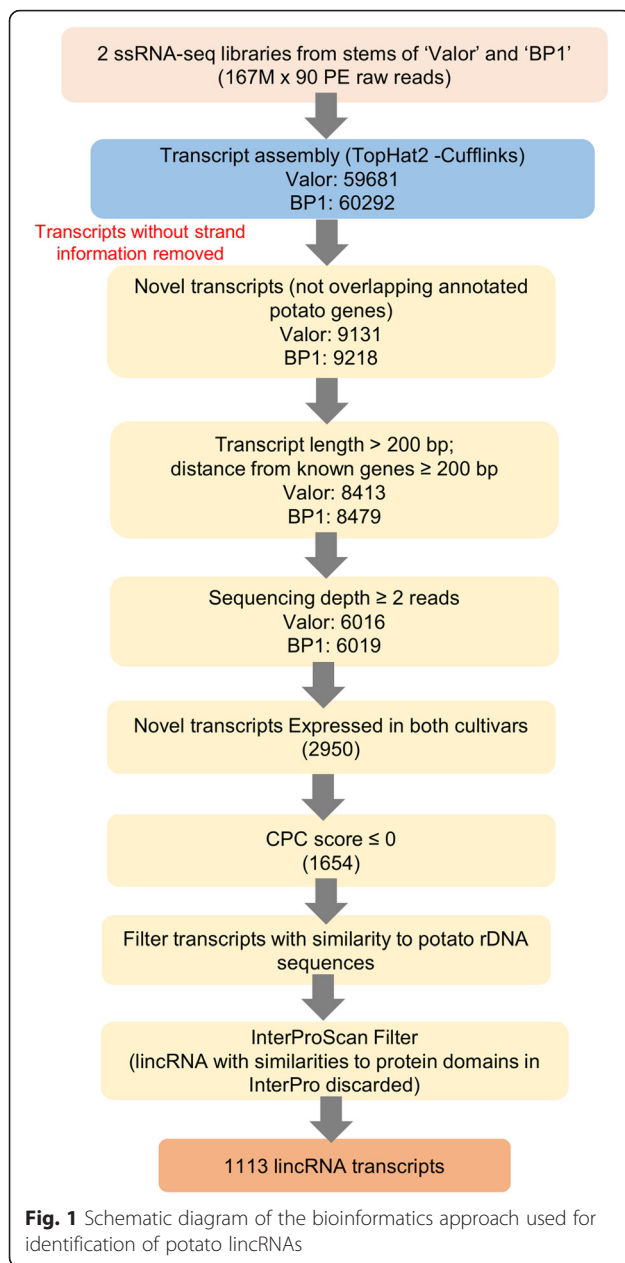 2 ssRNA-seq libraries from stems of ‘Valor’ and ‘BP1’
(167M x 90 PE raw reads)
Transcript assembly (TopHat2 -Cufflinks)
Valor: 59681
BP1: 60292
Transcripts without strand
information removed
Novel transcripts (not overlapping annotated
potato genes)
Valor: 9131
BP1: 9218
Transcript length > 200 bp;
distance from known genes ≥ 200 bp
Valor: 8413
BP1: 8479
Sequencing depth ≥ 2 reads
Valor: 6016
BP1: 6019
Novel transcripts Expressed in both cultivars
(2950)
CPC score ≤ 0
(1654)
Filter transcripts with similarity to potato rDNA
sequences
InterProScan Filter
(lincRNA with similarities to protein domains in
InterPro discarded)
1113 lincRNA transcripts
Fig. 1 Schematic diagram of the bioinformatics approach used for
identification of potato lincRNAs